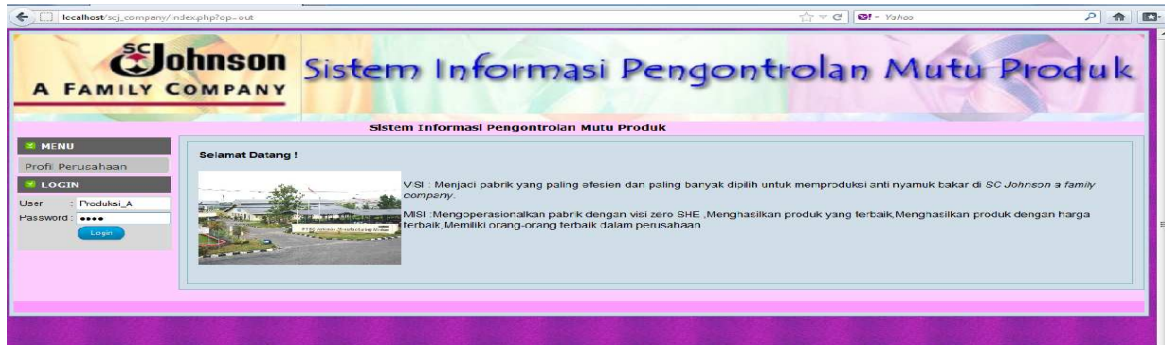 localhost/scj_company/index.php?op=out
Yahoo
SC Johnson
A FAMILY COMPANY
Sistem Informasi Pengontrolan Mutu Produk
Sistem Informasi Pengontrolan Mutu Produk
MENU
Profil Perusahaan
LOGIN
User : Produksi_A
Password : ••••
Login
Selamat Datang !
VISI : Menjadi pabrik yang paling efesien dan paling banyak dipilih untuk memproduksi anti nyamuk bakar di SC Johnson a family
company.
MISI :Mengoperasionalkan pabrik dengan visi zero SHE ,Menghasilkan produk yang terbaik,Menghasilkan produk dengan harga
terbaik,Memiliki orang-orang terbaik dalam perusahaan